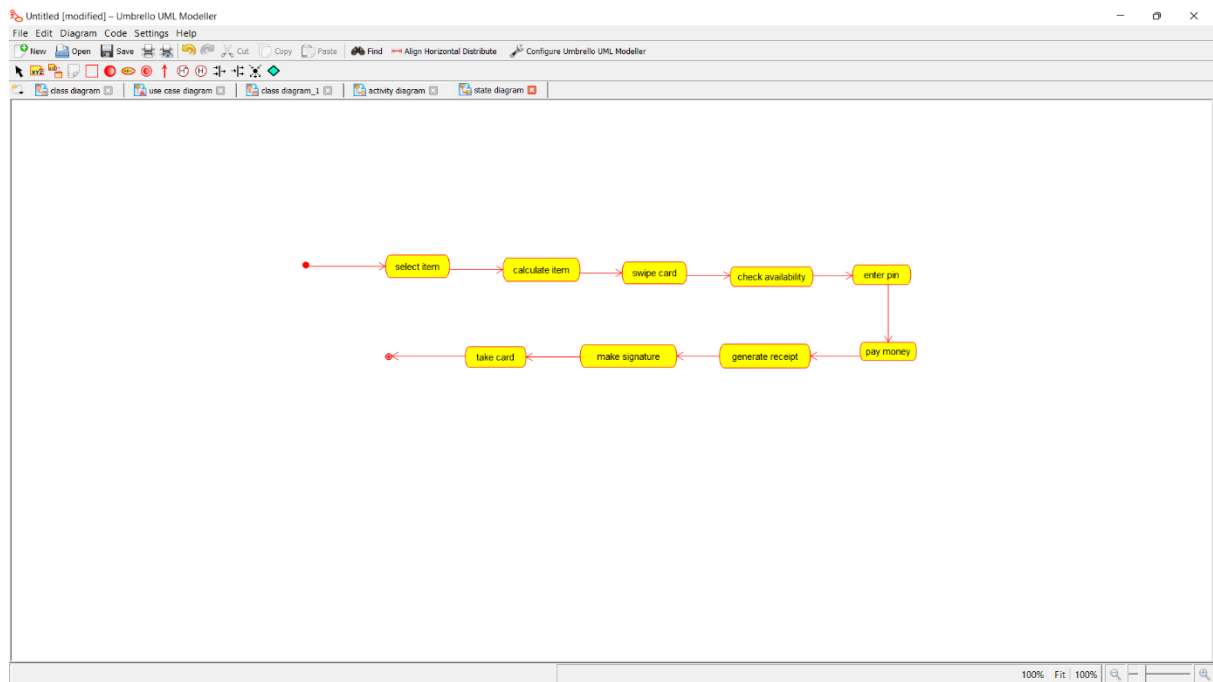 Untitled [modified] – Umbrello UML Modeller
File Edit Diagram Code Settings Help
New Open Save Cut Copy Paste Find Align Horizontal Distribute Configure Umbrello UML Modeller
class diagram use case diagram class diagram_1 activity diagram state diagram
select item calculate item swipe card check availability enter pin
take card make signature generate receipt pay money
100% Fit 100%